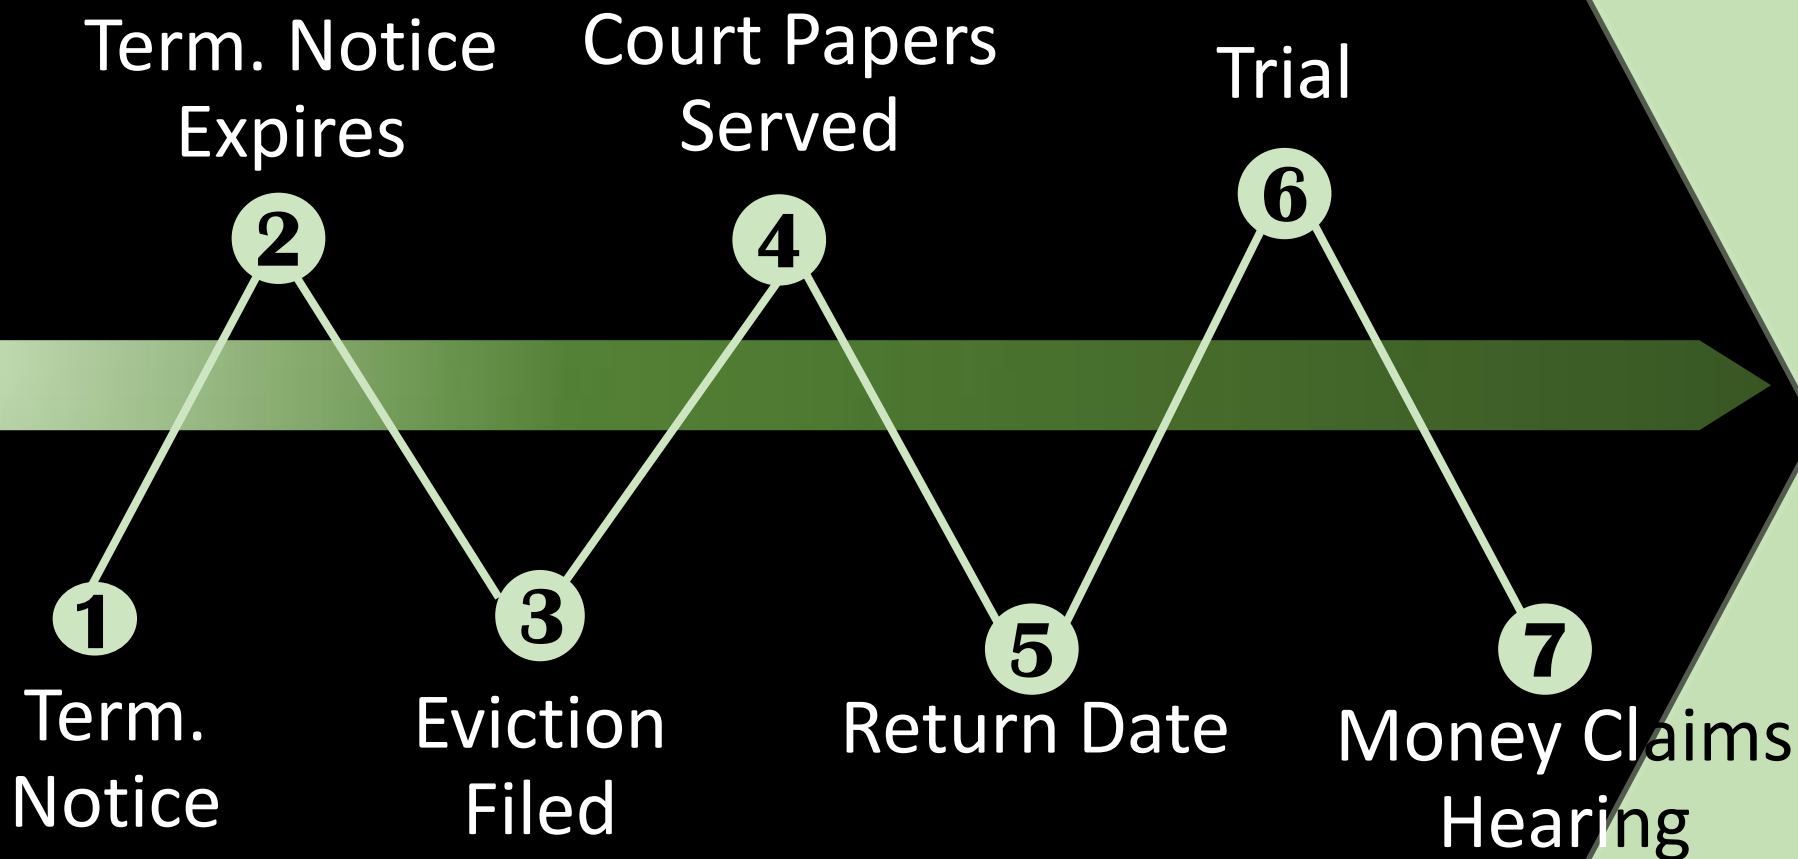 Term. Notice
Expires
Court Papers
Served
Trial
2
4
6
1
3
5
7
Term.
Notice
Eviction
Filed
Return Date
Money Claims
Hearing